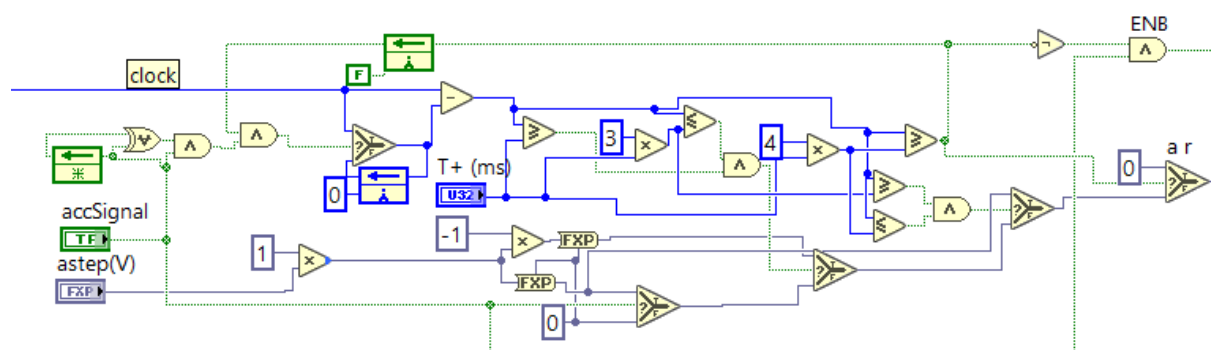 ENB
F
clock
3
4
0
a r
T+ (ms)
0
U32
accSignal
TF
-1
1
FXP
astep(V)
FXP
FXP
0